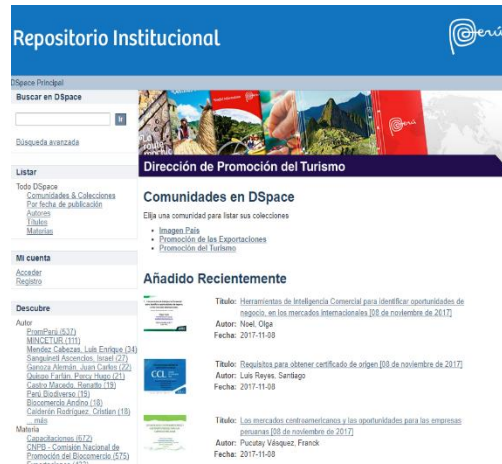 Repositorio Institucional
Perú
DSpace Principal
Buscar en DSpace
Ir
Búsqueda avanzada
Listar
Todo DSpace
Comunidades & Colecciones
Por fecha de publicación
Autores
Títulos
Materias
Mi cuenta
Acceder
Registro
Descubre
Autor
PromPerú (537)
MINCETUR (111)
Mendez Cabezas, Luis Enrique (34)
Sanguineti Ascencios, Israel (27)
Ganoza Alemán, Juan Carlos (22)
Quispe Farfán, Percy Hugo (21)
Castro Macedo, Renatto (19)
Perú Biodiverso (19)
Biocomercio Andino (18)
Calderón Rodríguez, Cristian (18)
... más
Materia
Capacitaciones (672)
CNPB - Comisión Nacional de
Promoción del Biocomercio (575)
Perú
Dirección de Promoción del Turismo
Comunidades en DSpace
Elija una comunidad para listar sus colecciones
Imagen País
Promoción de las Exportaciones
Promoción del Turismo
Añadido Recientemente
Título: Herramientas de Inteligencia Comercial para identificar oportunidades de
negocio, en los mercados internacionales [08 de noviembre de 2017]
Autor: Noel, Olga
Fecha: 2017-11-08
CCL
Título: Requisitos para obtener certificado de origen [08 de noviembre de 2017]
Autor: Luis Reyes, Santiago
Fecha: 2017-11-08
Título: Los mercados centroamericanos y las oportunidades para las empresas
peruanas [08 de noviembre de 2017]
Autor: Pucutay Vásquez, Franck
Fecha: 2017-11-08